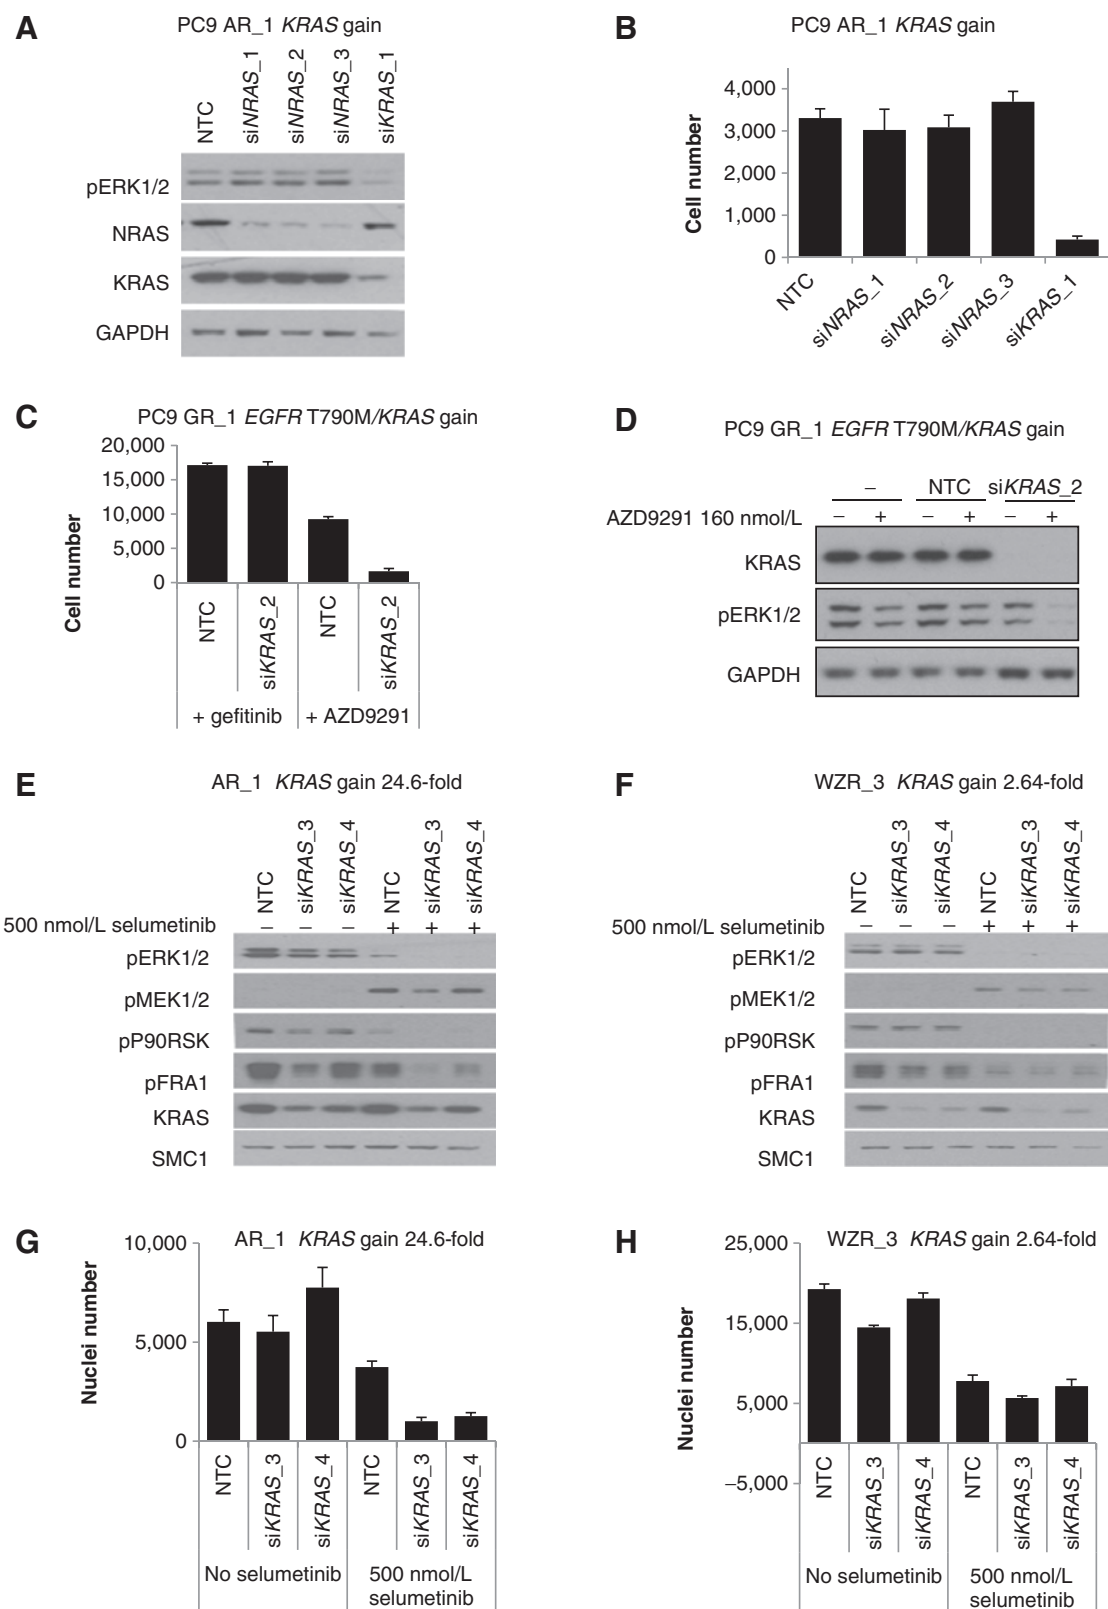 A
PC9 AR_1 KRAS gain
NTC
siNRAS_1
siNRAS_2
siNRAS_3
siKRAS_1
pERK1/2
NRAS
KRAS
GAPDH
B
PC9 AR_1 KRAS gain
Cell number
4,000
3,000
2,000
1,000
0
NTC
siNRAS_1
siNRAS_2
siNRAS_3
siKRAS_1
C
PC9 GR_1 EGFR T790M/KRAS gain
Cell number
20,000
15,000
10,000
5,000
0
NTC
siKRAS_2
NTC
siKRAS_2
+ gefitinib
+ AZD9291
D
PC9 GR_1 EGFR T790M/KRAS gain
– NTC siKRAS_2
AZD9291 160 nmol/L – + – + – +
KRAS
pERK1/2
GAPDH
E
AR_1 KRAS gain 24.6-fold
NTC
siKRAS_3
siKRAS_4
NTC
siKRAS_3
siKRAS_4
500 nmol/L selumetinib – – – + + +
pERK1/2
pMEK1/2
pP90RSK
pFRA1
KRAS
SMC1
F
WZR_3 KRAS gain 2.64-fold
NTC
siKRAS_3
siKRAS_4
NTC
siKRAS_3
siKRAS_4
500 nmol/L selumetinib – – – + + +
pERK1/2
pMEK1/2
pP90RSK
pFRA1
KRAS
SMC1
G
AR_1 KRAS gain 24.6-fold
Nuclei number
10,000
5,000
0
NTC
siKRAS_3
siKRAS_4
NTC
siKRAS_3
siKRAS_4
No selumetinib
500 nmol/L
selumetinib
H
WZR_3 KRAS gain 2.64-fold
Nuclei number
25,000
15,000
5,000
–5,000
NTC
siKRAS_3
siKRAS_4
NTC
siKRAS_3
siKRAS_4
No selumetinib
500 nmol/L
selumetinib